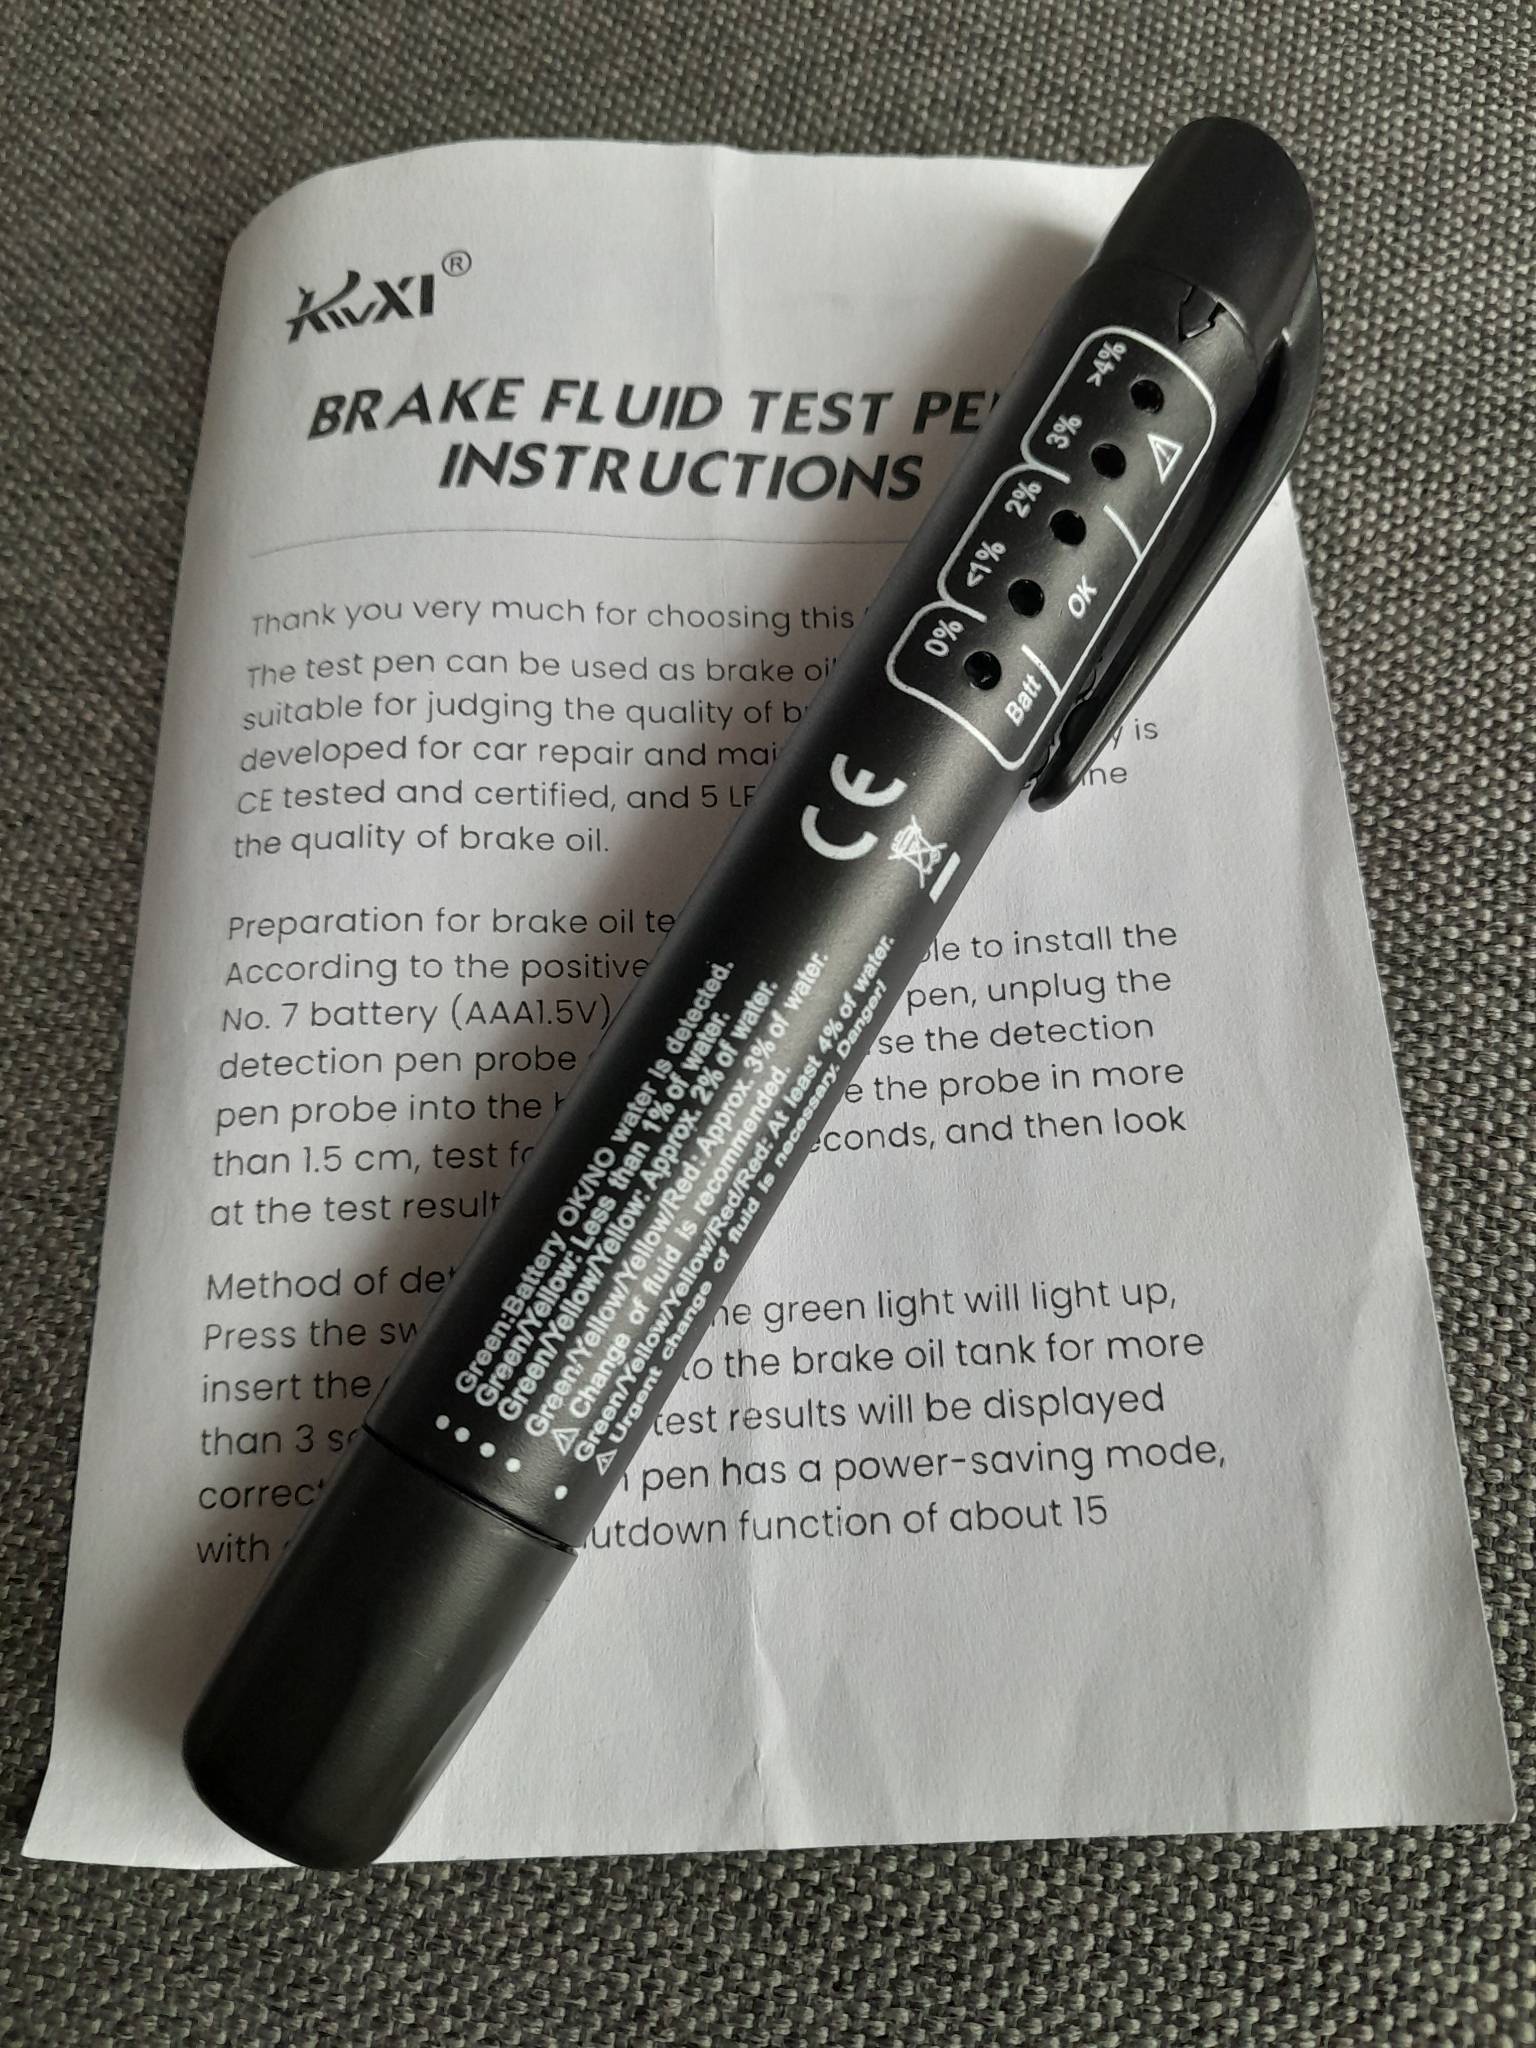 KUXI®
BRAKE FLUID TEST PE
INSTRUCTIONS
Thank you very much for choosing this
The test pen can be used as brake oil
suitable for judging the quality of b
developed for car repair and mai
y is
CE tested and certified, and 5 LE
ine
the quality of brake oil.
Preparation for brake oil te
According to the positive
le to install the
No. 7 battery (AAA1.5V)
pen, unplug the
detection pen probe
se the detection
pen probe into the
e the probe in more
than 1.5 cm, test fo
econds, and then look
at the test result
Method of det
Press the sw
he green light will light up,
insert the
to the brake oil tank for more
than 3 se
test results will be displayed
correct
pen has a power-saving mode,
with
utdown function of about 15
>4%
3%
2%
<1%
0%
OK
Batt
CE
Green:Battery OK/NO water is detected.
Green/Yellow: Less than 1% of water.
Green/Yellow/Yellow: Approx. 2% of water.
Green/Yellow/Yellow/Red: Approx. 3% of water.
⚠ Change of fluid is recommended.
Green/Yellow/Yellow/Red/Red: At least 4% of water.
⚠ Urgent change of fluid is necessary. Danger!